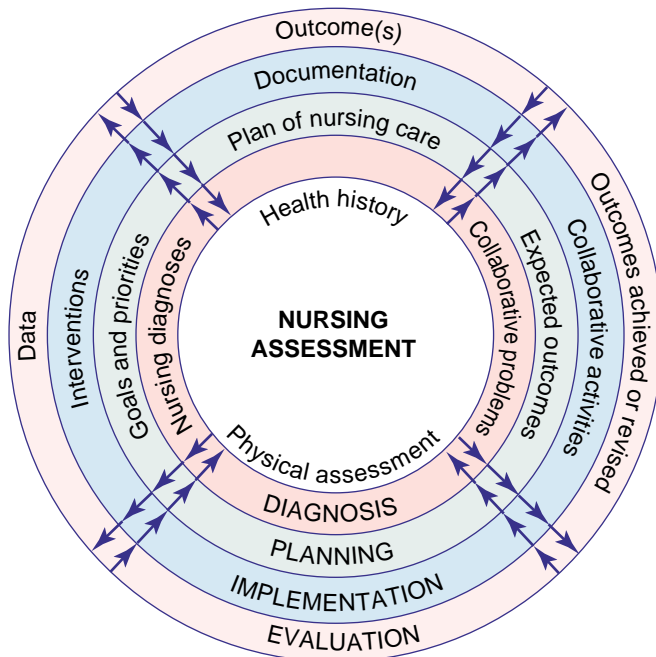 Outcome(s)
Documentation
Plan of nursing care
Health history
Data
Interventions
Goals and priorities
Nursing diagnoses
NURSING
ASSESSMENT
Collaborative problems
Expected outcomes
Collaborative activities
Outcomes achieved or revised
Physical assessment
DIAGNOSIS
PLANNING
IMPLEMENTATION
EVALUATION